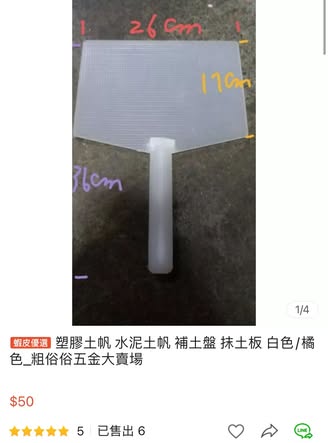 26cm
17cm
36cm
1/4
蝦皮優選 塑膠土帆 水泥土帆 補土盤 抹土板 白色/橘
色_粗俗俗五金大賣場
$50
5 已售出 6